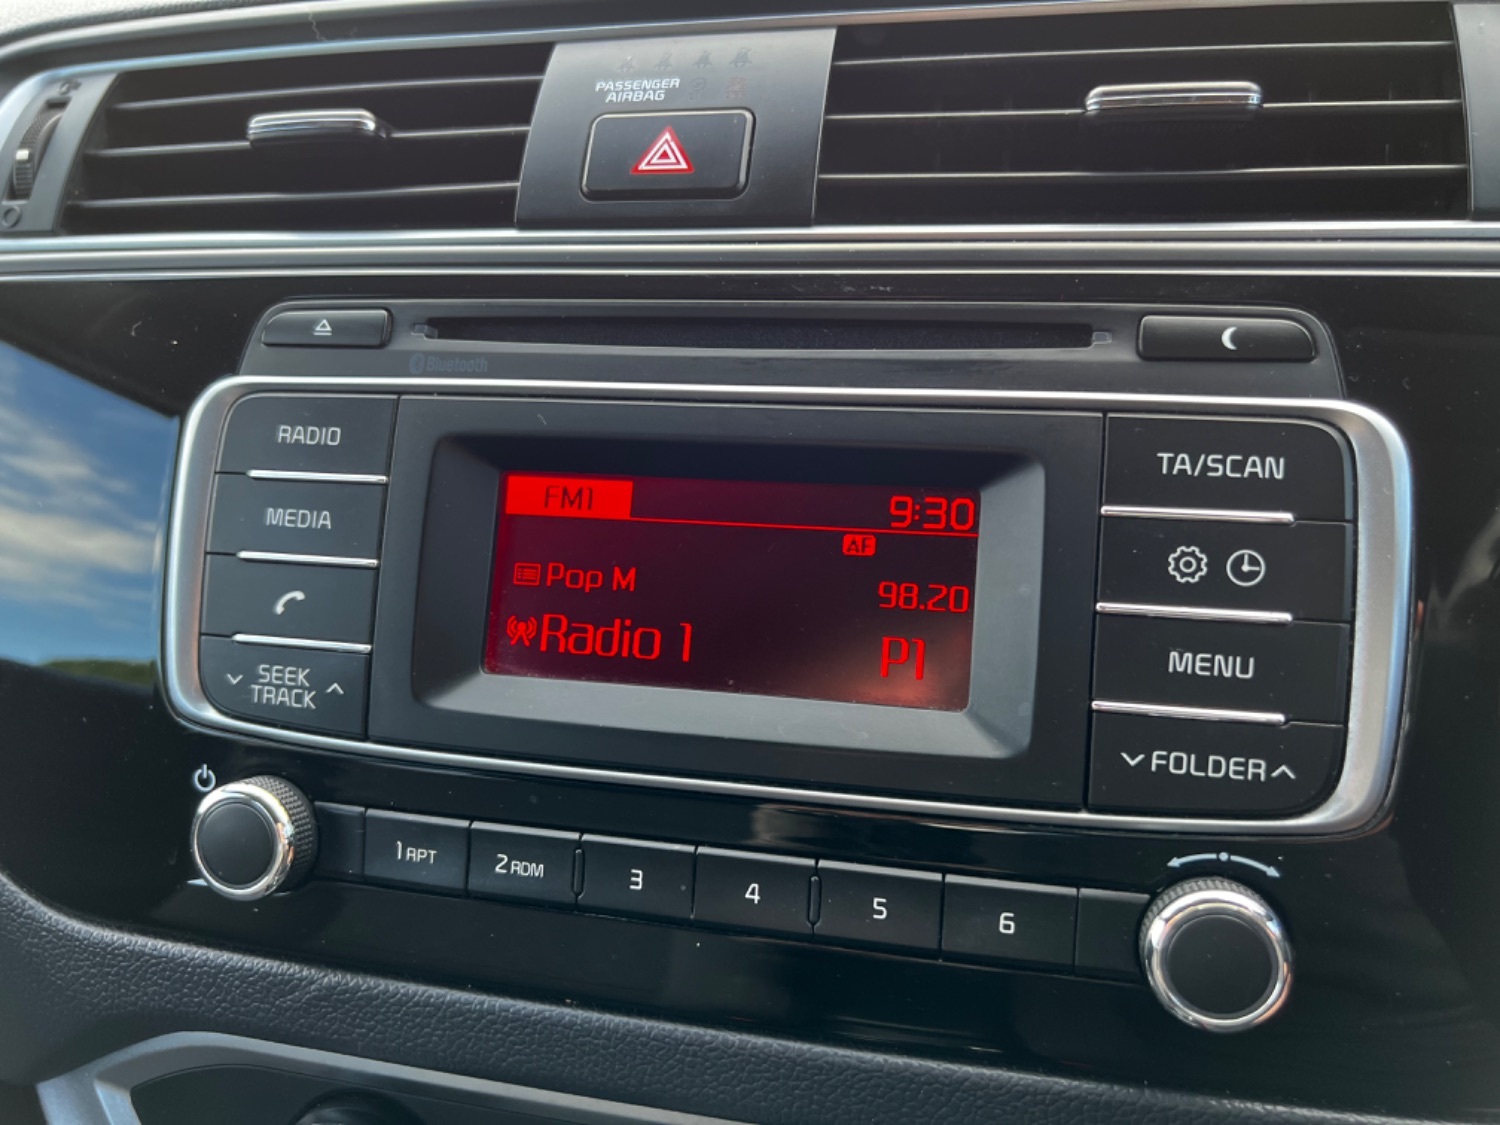 PASSENGER
AIRBAG
Bluetooth
RADIO
MEDIA
SEEK
TRACK
FM1
9:30
AF
Pop M
98.20
Radio 1
P1
TA/SCAN
MENU
FOLDER
1 RPT
2 RDM
3
4
5
6